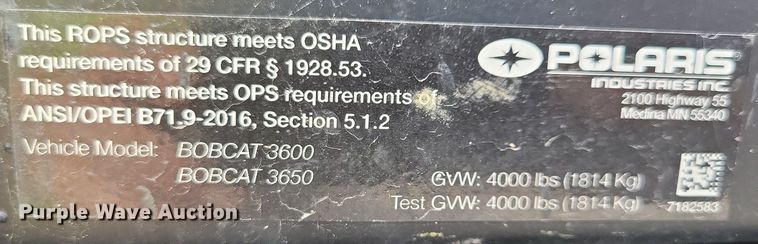 This ROPS structure meets OSHA
requirements of 29 CFR § 1928.53.
This structure meets OPS requirements of
ANSI/OPEI B71.9-2016, Section 5.1.2
Vehicle Model: BOBCAT 3600
BOBCAT 3650
POLARIS
INDUSTRIES INC.
2100 Highway 55
Medina MN 55340
GVW: 4000 lbs (1814 Kg)
Test GVW: 4000 lbs (1814 Kg)
7182583
Purple Wave Auction